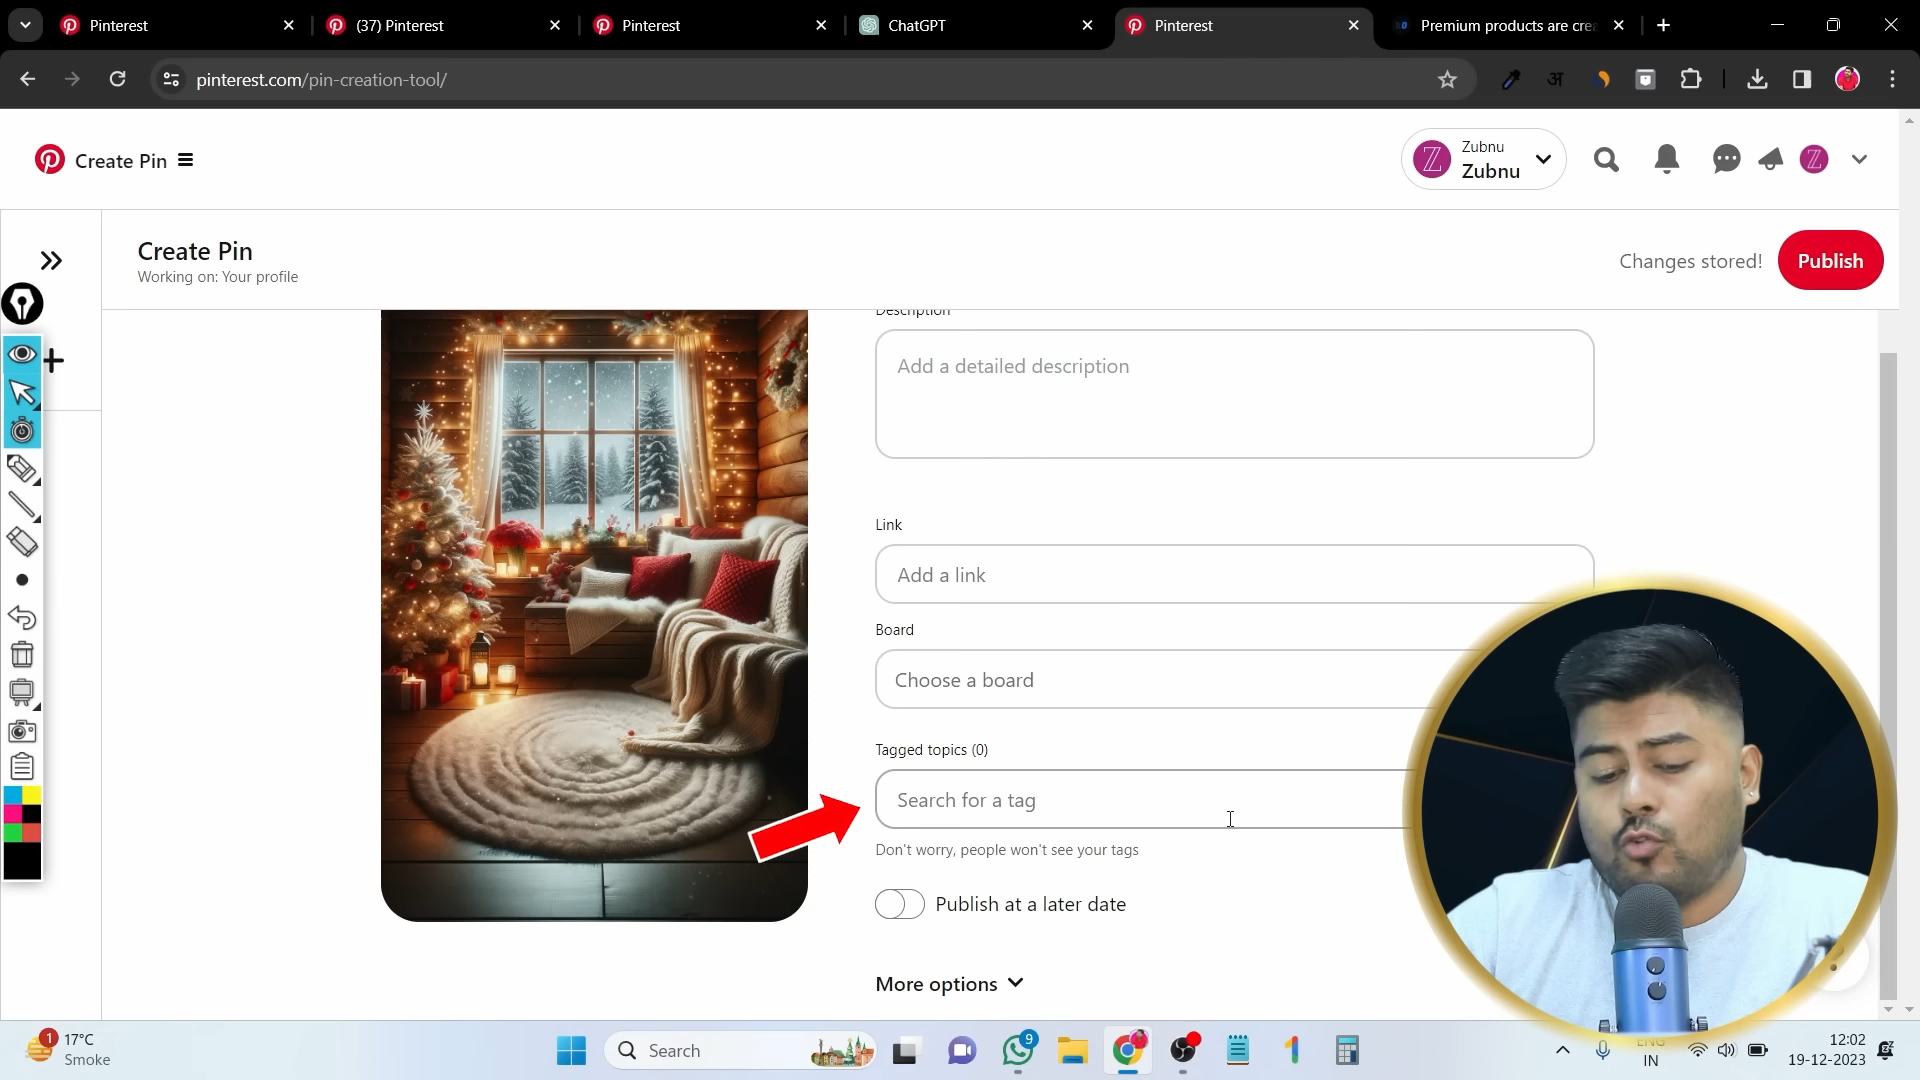 Pinterest
(37) Pinterest
Pinterest
ChatGPT
Pinterest
Premium products are crea
pinterest.com/pin-creation-tool/
अ
Create Pin
Zubnu
Zubnu
Create Pin
Working on: Your profile
Changes stored!
Publish
Description
Add a detailed description
Link
Add a link
Board
Choose a board
Tagged topics (0)
Search for a tag
Don't worry, people won't see your tags
Publish at a later date
More options
1
17°C
Smoke
Search
9
ENG
IN
12:02
19-12-2023